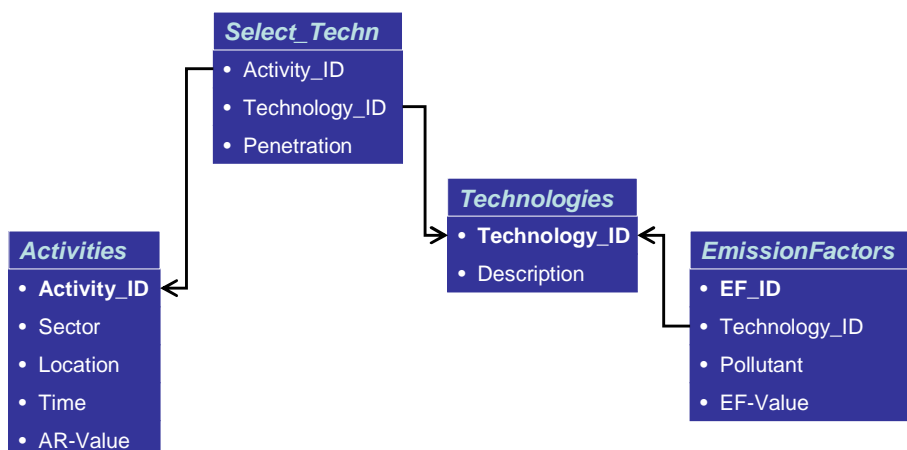 Select_Techn
• Activity_ID
• Technology_ID
• Penetration
Technologies
• Technology_ID
• Description
Activities
• Activity_ID
• Sector
• Location
• Time
• AR-Value
EmissionFactors
• EF_ID
• Technology_ID
• Pollutant
• EF-Value